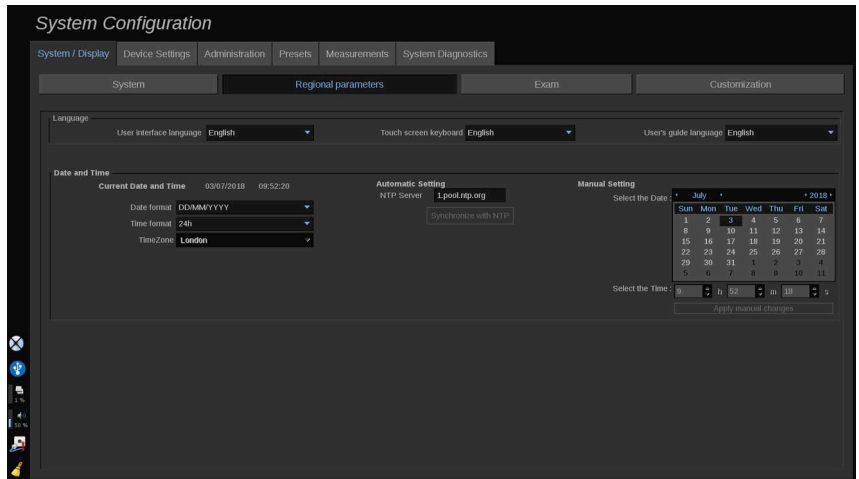 System Configuration
System / Display Device Settings Administration Presets Measurements System Diagnostics
System Regional parameters Exam Customization
Language
User interface language English Touch screen keyboard English User's guide language English
Date and Time
Current Date and Time 03/07/2018 09:52:20
Date format DD/MM/YYYY
Time format 24h
TimeZone London
Automatic Setting
NTP Server 1.pool.ntp.org
Synchronize with NTP
Manual Setting
Select the Date :
July 2018
Sun Mon Tue Wed Thu Fri Sat
1 2 3 4 5 6 7
8 9 10 11 12 13 14
15 16 17 18 19 20 21
22 23 24 25 26 27 28
29 30 31 1 2 3 4
5 6 7 8 9 10 11
Select the Time : 9 h 52 m 18 s
Apply manual changes
1 %
50 %